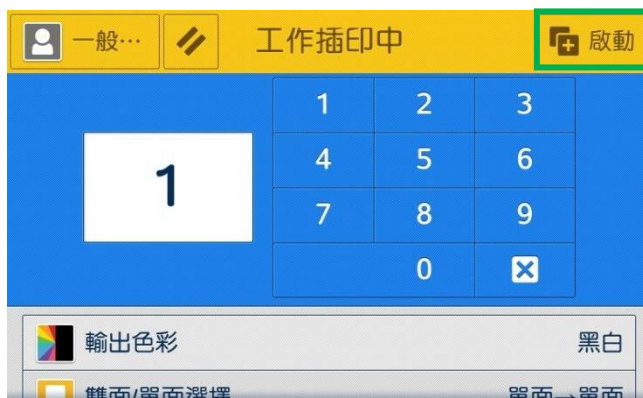 一般… 工作插印中 啟動
1 2 3
1
4 5 6
7 8 9
0
輸出色彩 黑白
雙面/單面選擇 單面→單面